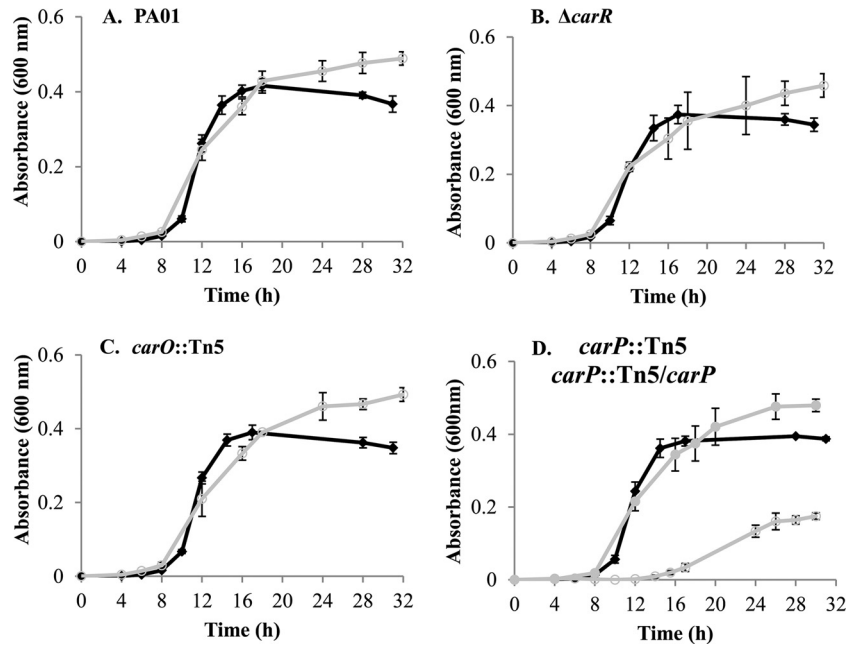 A. PA01
Absorbance (600 nm)
0.6
0.4
0.2
0
0 4 8 12 16 20 24 28 32
Time (h)
B. ΔcarR
Absorbance (600 nm)
0.6
0.4
0.2
0
0 4 8 12 16 20 24 28 32
Time (h)
C. carO::Tn5
Absorbance (600 nm)
0.6
0.4
0.2
0
0 4 8 12 16 20 24 28 32
Time (h)
D. carP::Tn5
carP::Tn5/carP
Absorbance (600nm)
0.6
0.4
0.2
0
0 4 8 12 16 20 24 28 32
Time (h)